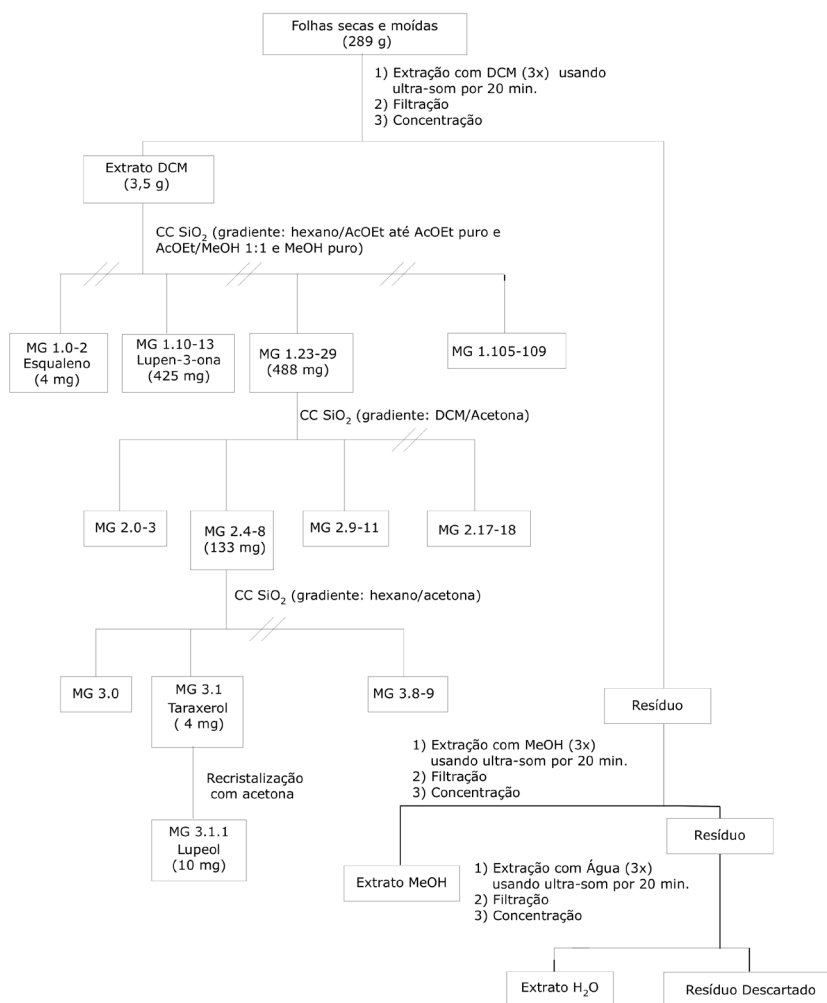 Folhas secas e moídas
(289 g)
1) Extração com DCM (3x) usando
ultra-som por 20 min.
2) Filtração
3) Concentração
Extrato DCM
(3,5 g)
CC SiO₂ (gradiente: hexano/AcOEt até AcOEt puro e
AcOEt/MeOH 1:1 e MeOH puro)
MG 1.0-2
Esqualeno
(4 mg)
MG 1.10-13
Lupen-3-ona
(425 mg)
MG 1.23-29
(488 mg)
MG 1.105-109
CC SiO₂ (gradiente: DCM/Acetona)
MG 2.0-3
MG 2.4-8
(133 mg)
MG 2.9-11
MG 2.17-18
CC SiO₂ (gradiente: hexano/acetona)
MG 3.0
MG 3.1
Taraxerol
( 4 mg)
MG 3.8-9
Recristalização
com acetona
MG 3.1.1
Lupeol
(10 mg)
Resíduo
1) Extração com MeOH (3x)
usando ultra-som por 20 min.
2) Filtração
3) Concentração
Extrato MeOH
Resíduo
1) Extração com Água (3x)
usando ultra-som por 20 min.
2) Filtração
3) Concentração
Extrato H₂O
Resíduo Descartado